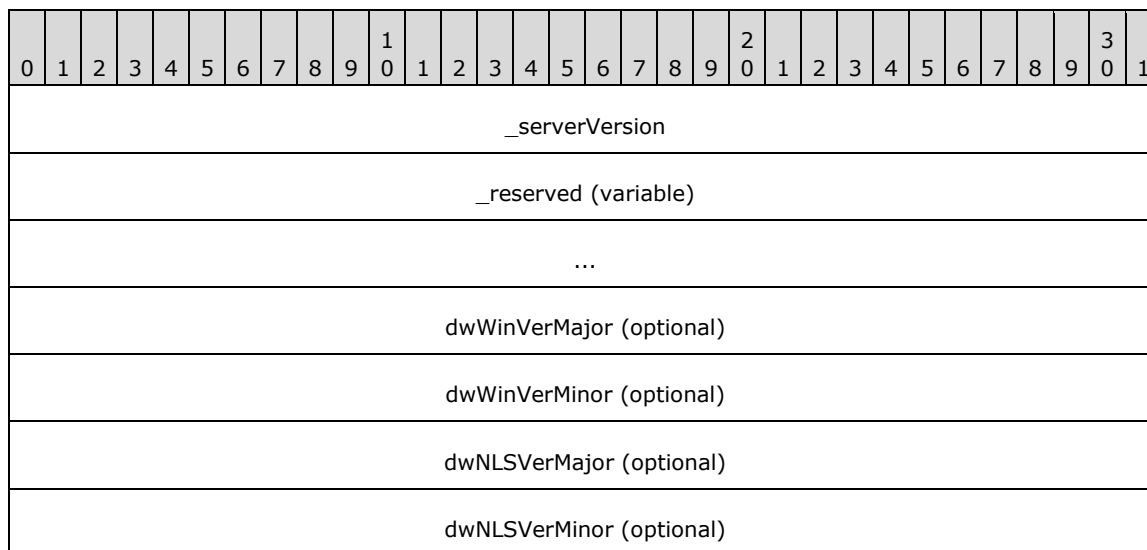 1 2 3
0 1 2 3 4 5 6 7 8 9 0 1 2 3 4 5 6 7 8 9 0 1 2 3 4 5 6 7 8 9 0 1
_serverVersion
_reserved (variable)
...
dwWinVerMajor (optional)
dwWinVerMinor (optional)
dwNLSVerMajor (optional)
dwNLSVerMinor (optional)